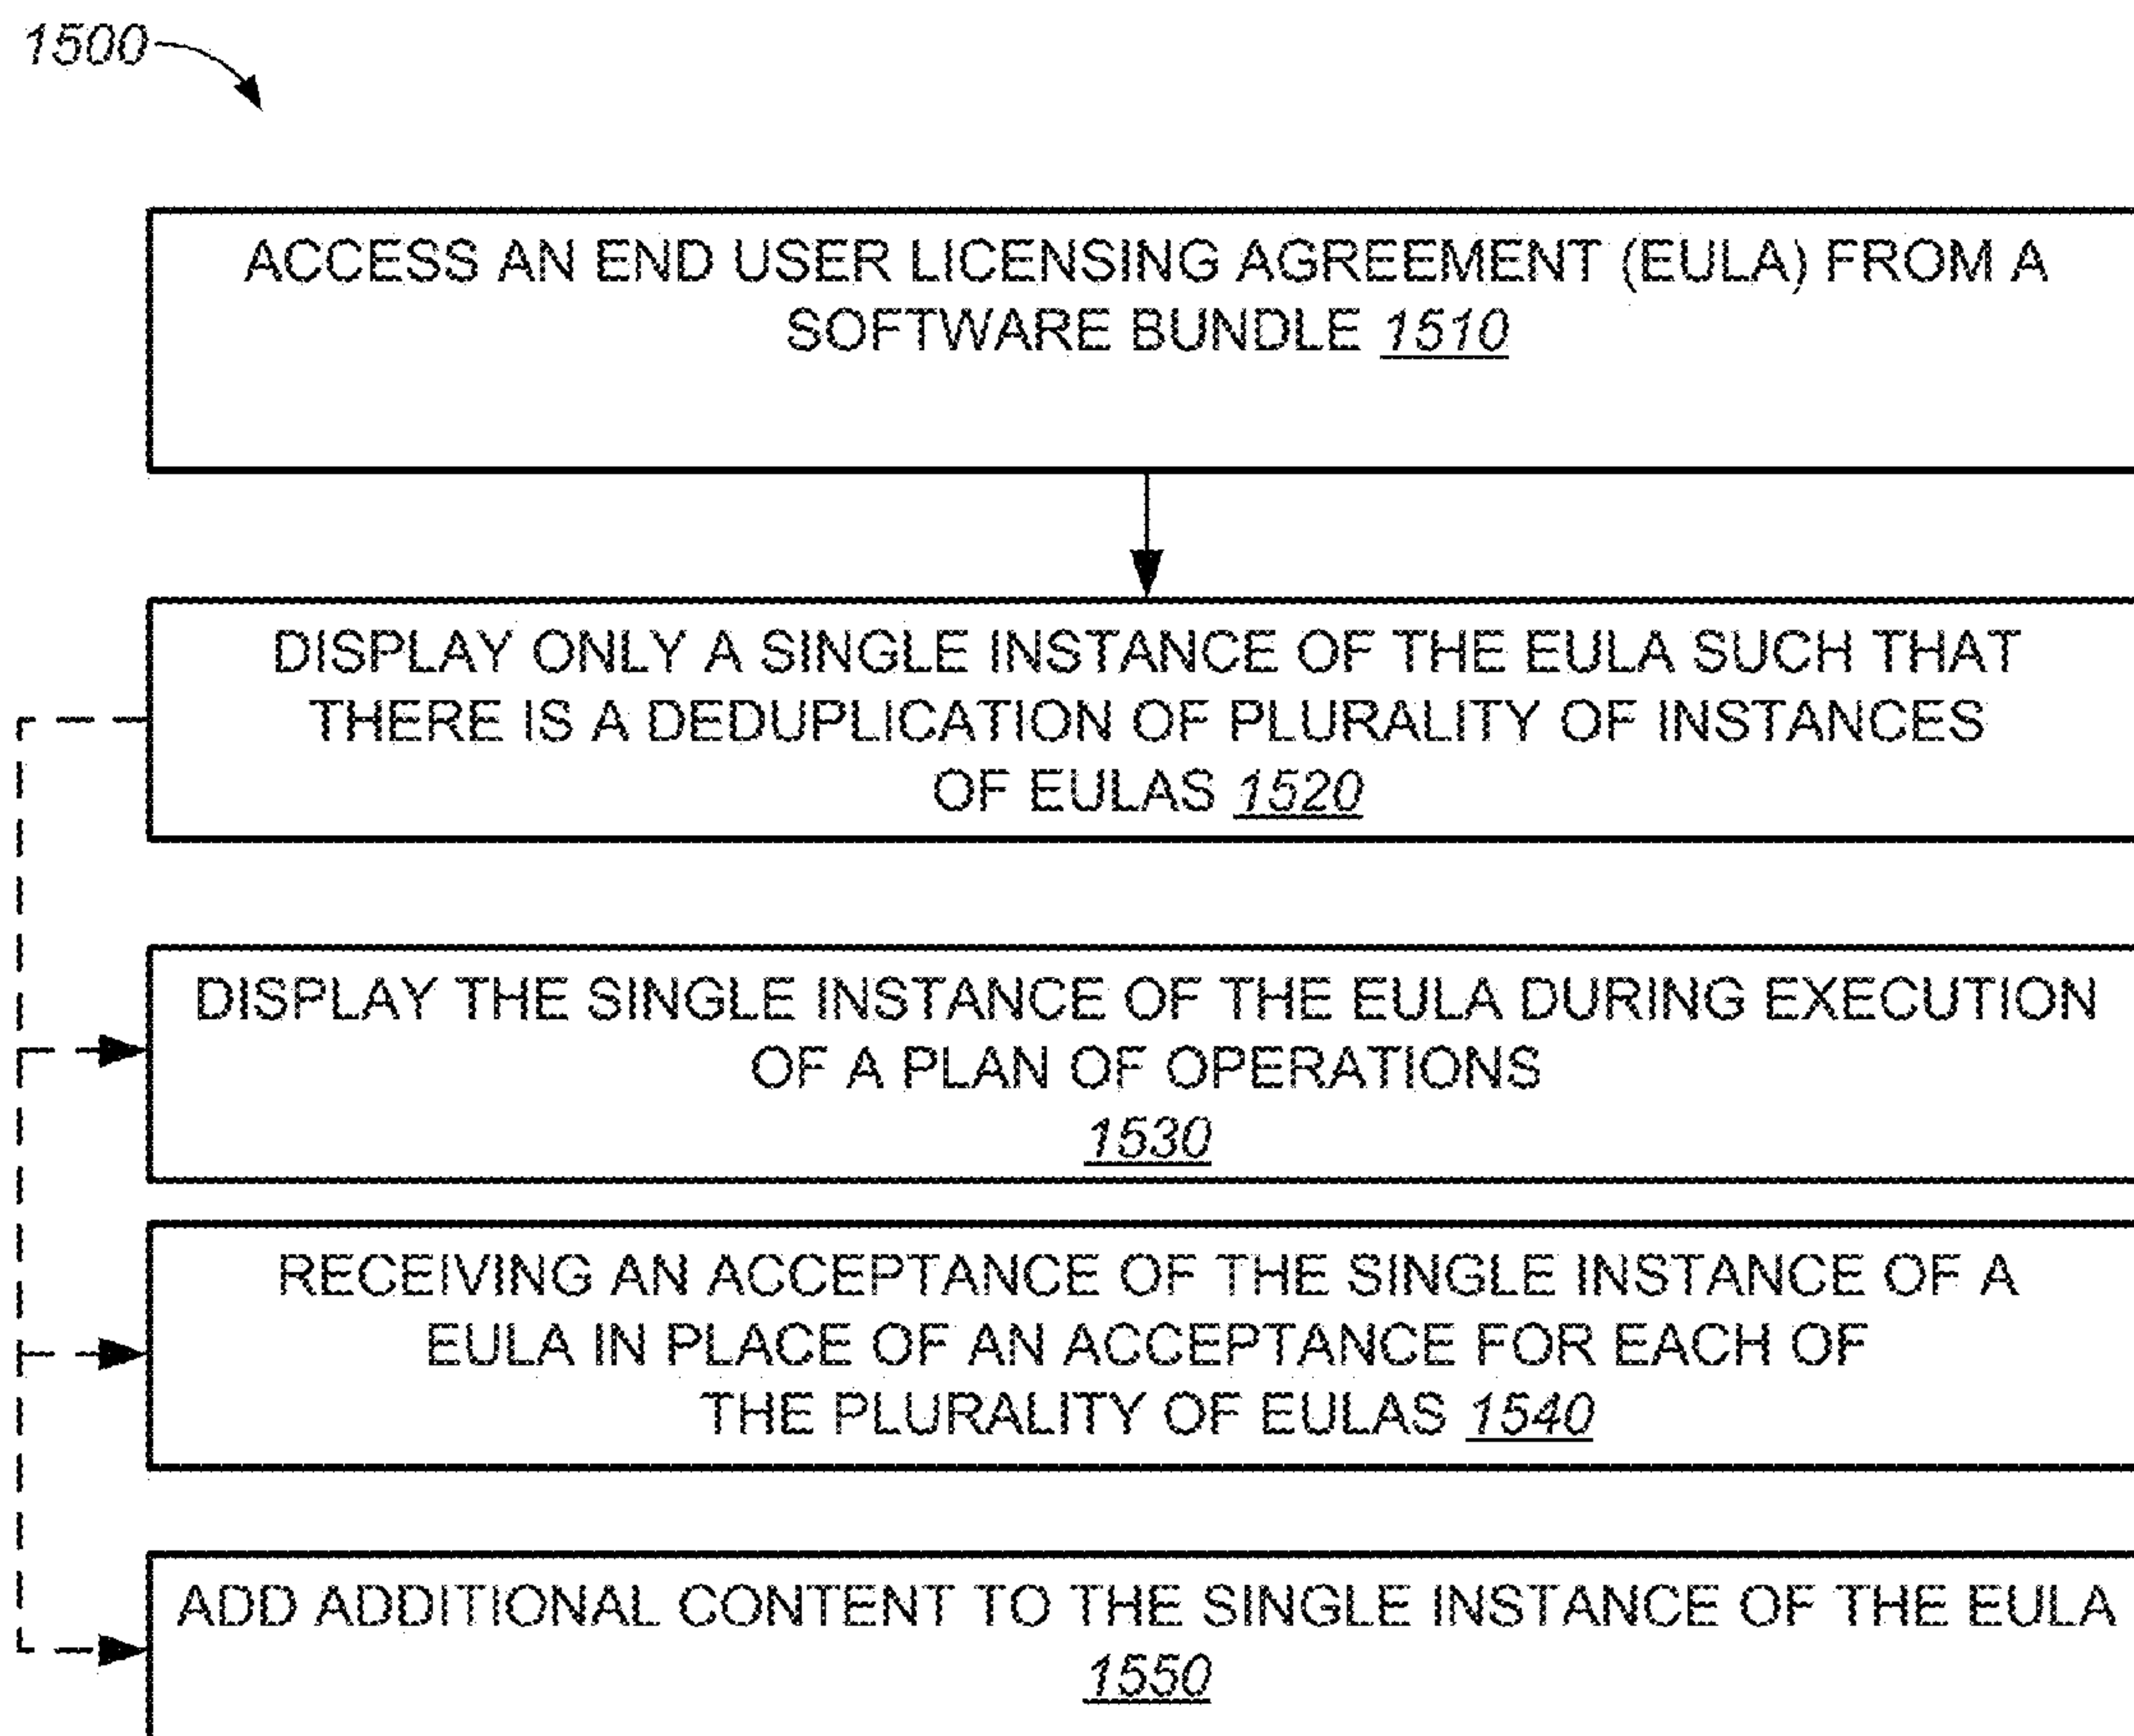 1500
ACCESS AN END USER LICENSING AGREEMENT (EULA) FROM A
SOFTWARE BUNDLE 1510
DISPLAY ONLY A SINGLE INSTANCE OF THE EULA SUCH THAT
THERE IS A DEDUPLICATION OF PLURALITY OF INSTANCES
OF EULAS 1520
DISPLAY THE SINGLE INSTANCE OF THE EULA DURING EXECUTION
OF A PLAN OF OPERATIONS
1530
RECEIVING AN ACCEPTANCE OF THE SINGLE INSTANCE OF A
EULA IN PLACE OF AN ACCEPTANCE FOR EACH OF
THE PLURALITY OF EULAS 1540
ADD ADDITIONAL CONTENT TO THE SINGLE INSTANCE OF THE EULA
1550